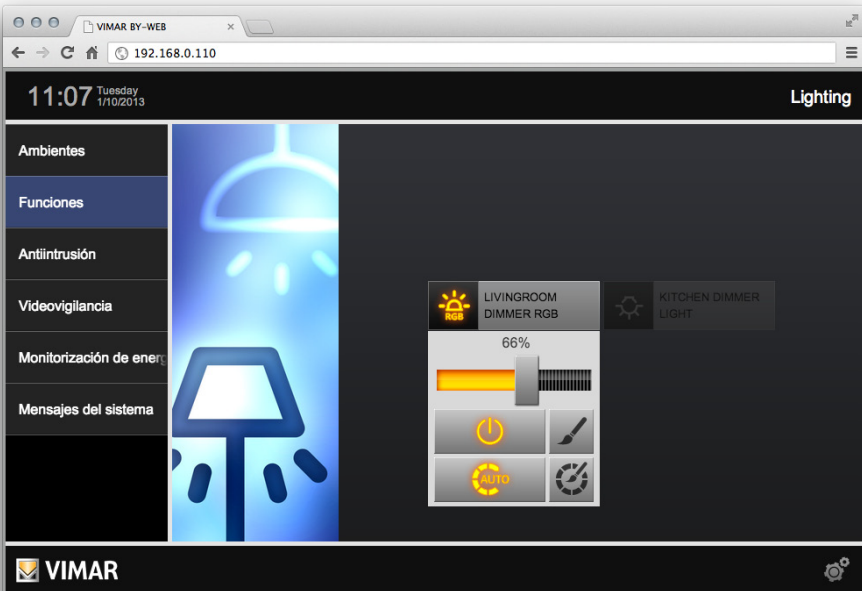 VIMAR BY-WEB
192.168.0.110
11:07 Tuesday
1/10/2013
Lighting
Ambientes
Funciones
Antiintrusión
Videovigilancia
Monitorización de energ
Mensajes del sistema
LIVINGROOM
DIMMER RGB
RGB
KITCHEN DIMMER
LIGHT
66%
AUTO
VIMAR